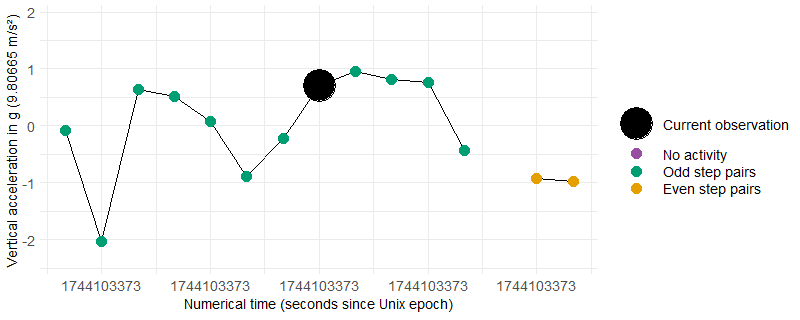 Vertical acceleration in g (9.80665 m/s²)
2
1
0
-1
-2
1744103373 1744103373 1744103373 1744103373 1744103373
Numerical time (seconds since Unix epoch)
Current observation
No activity
Odd step pairs
Even step pairs